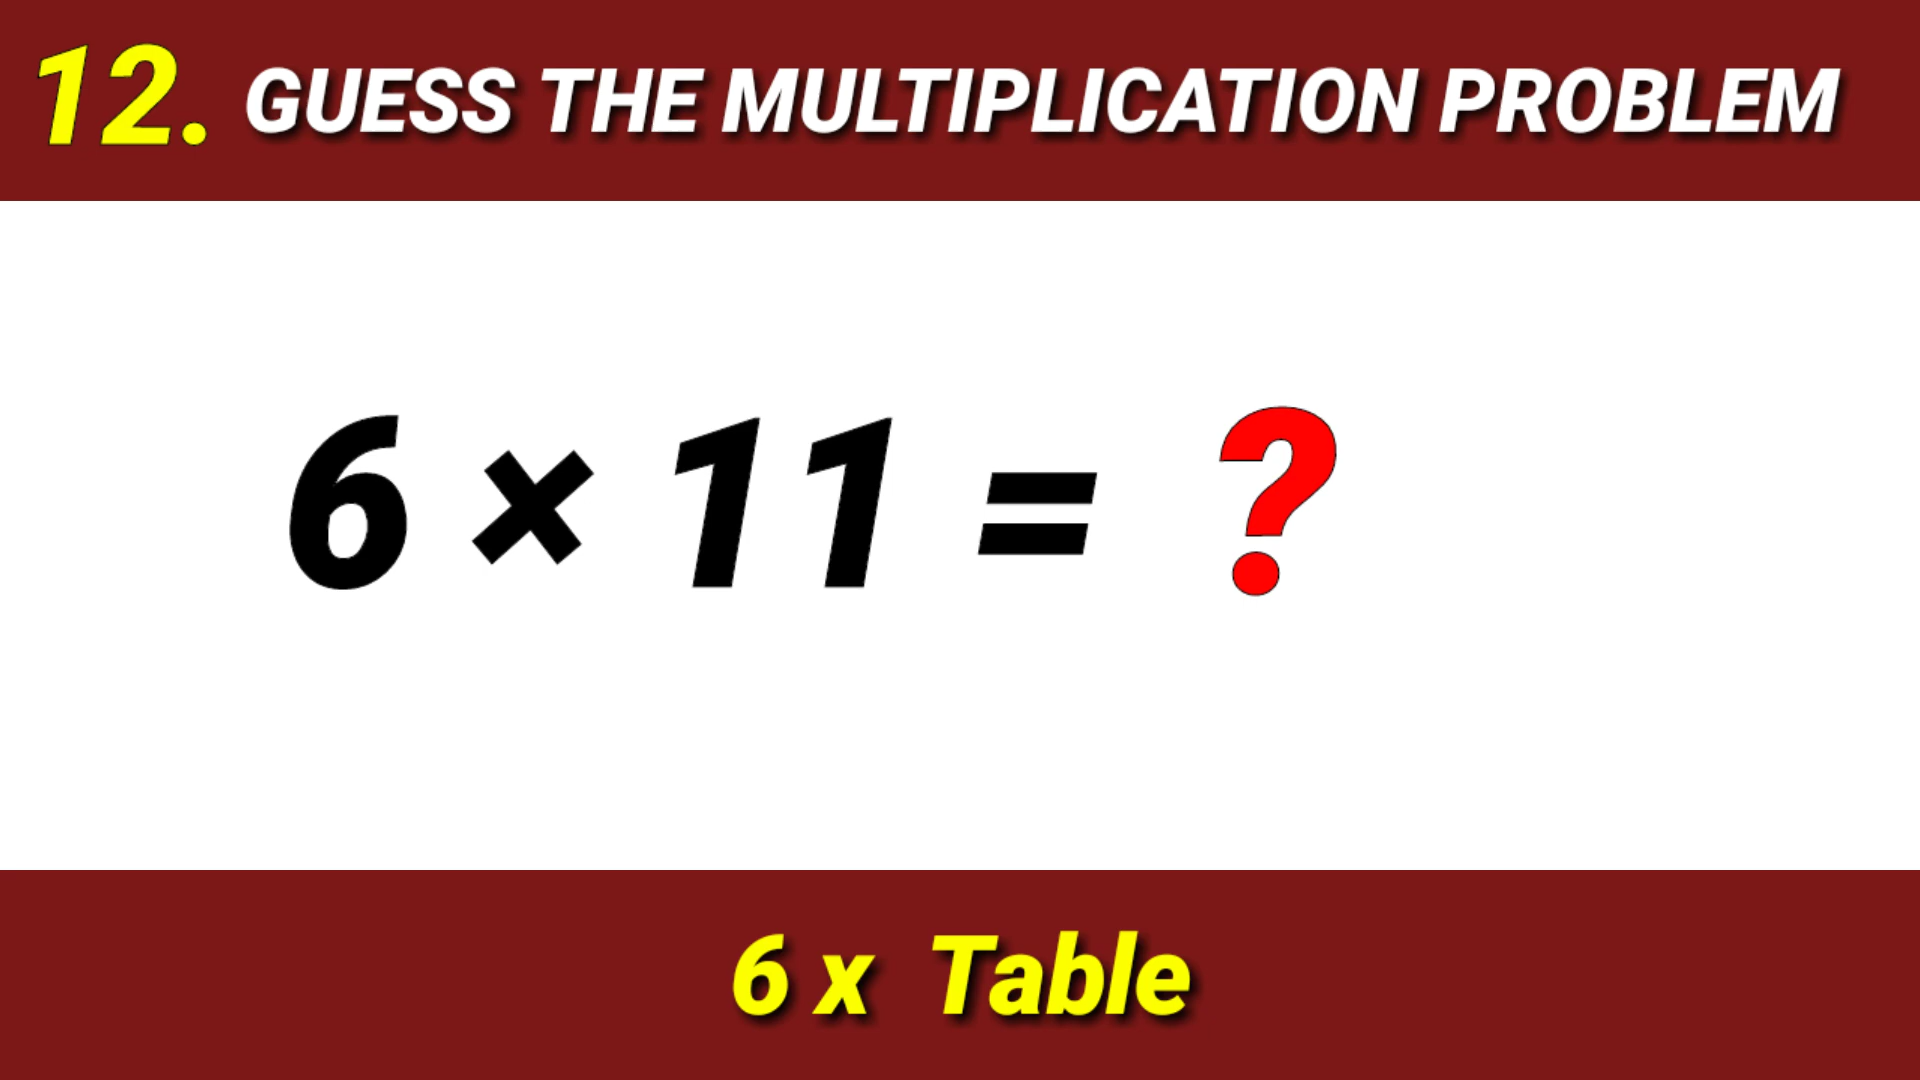 12. GUESS THE MULTIPLICATION PROBLEM
6 × 11 = ?
6 x Table